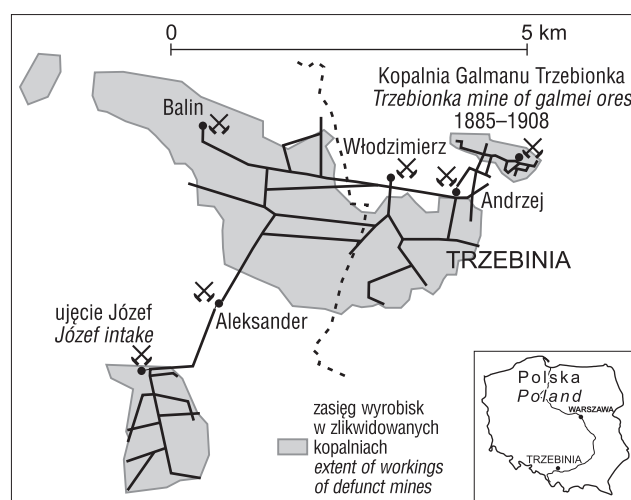 0
5 km
Kopalnia Galmanu Trzebionka
Trzebionka mine of galmei ores
1885–1908
Balin
Włodzimierz
Andrzej
TRZEBINIA
ujęcie Józef
Józef intake
Aleksander
zasięg wyrobisk
w zlikwidowanych
kopalniach
extent of workings
of defunct mines
Polska
Poland
WARSZAWA
TRZEBINIA